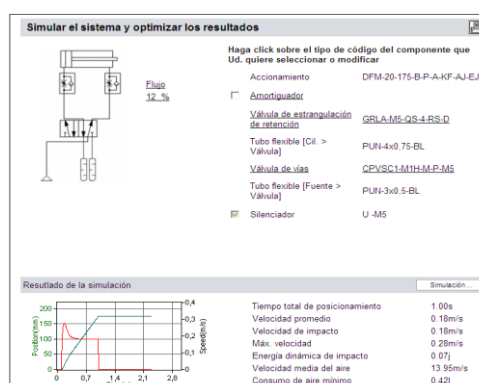 Simular el sistema y optimizar los resultados
Haga click sobre el tipo de código del componente que
Ud. quiere seleccionar o modificar
Flujo
12 %
Accionamiento DFM-20-175-B-P-A-KF-AJ-EJ
Amortiguador
Válvula de estrangulación
de retención GRLA-M5-QS-4-RS-D
Tubo flexible [Cil. >
Válvula] PUN-4x0,75-BL
Válvula de vías CPVSC1-M1H-M-P-M5
Tubo flexible [Fuente >
Válvula] PUN-3x0,5-BL
Silenciador U -M5
Resutlado de la simulación Simulación...
Position(mm)
200
150
100
50
0
0 0,7 1,4 2,1 2,8
0,4
0,3
0,2
0,1
0
Speed(m/s)
Tiempo total de posicionamiento 1.00s
Velocidad promedio 0.18m/s
Velocidad de impacto 0.18m/s
Máx. velocidad 0.28m/s
Energía dinámica de impacto 0.07j
Velocidad media del aire 13.95m/s
Consumo de aire mínimo 0.42l